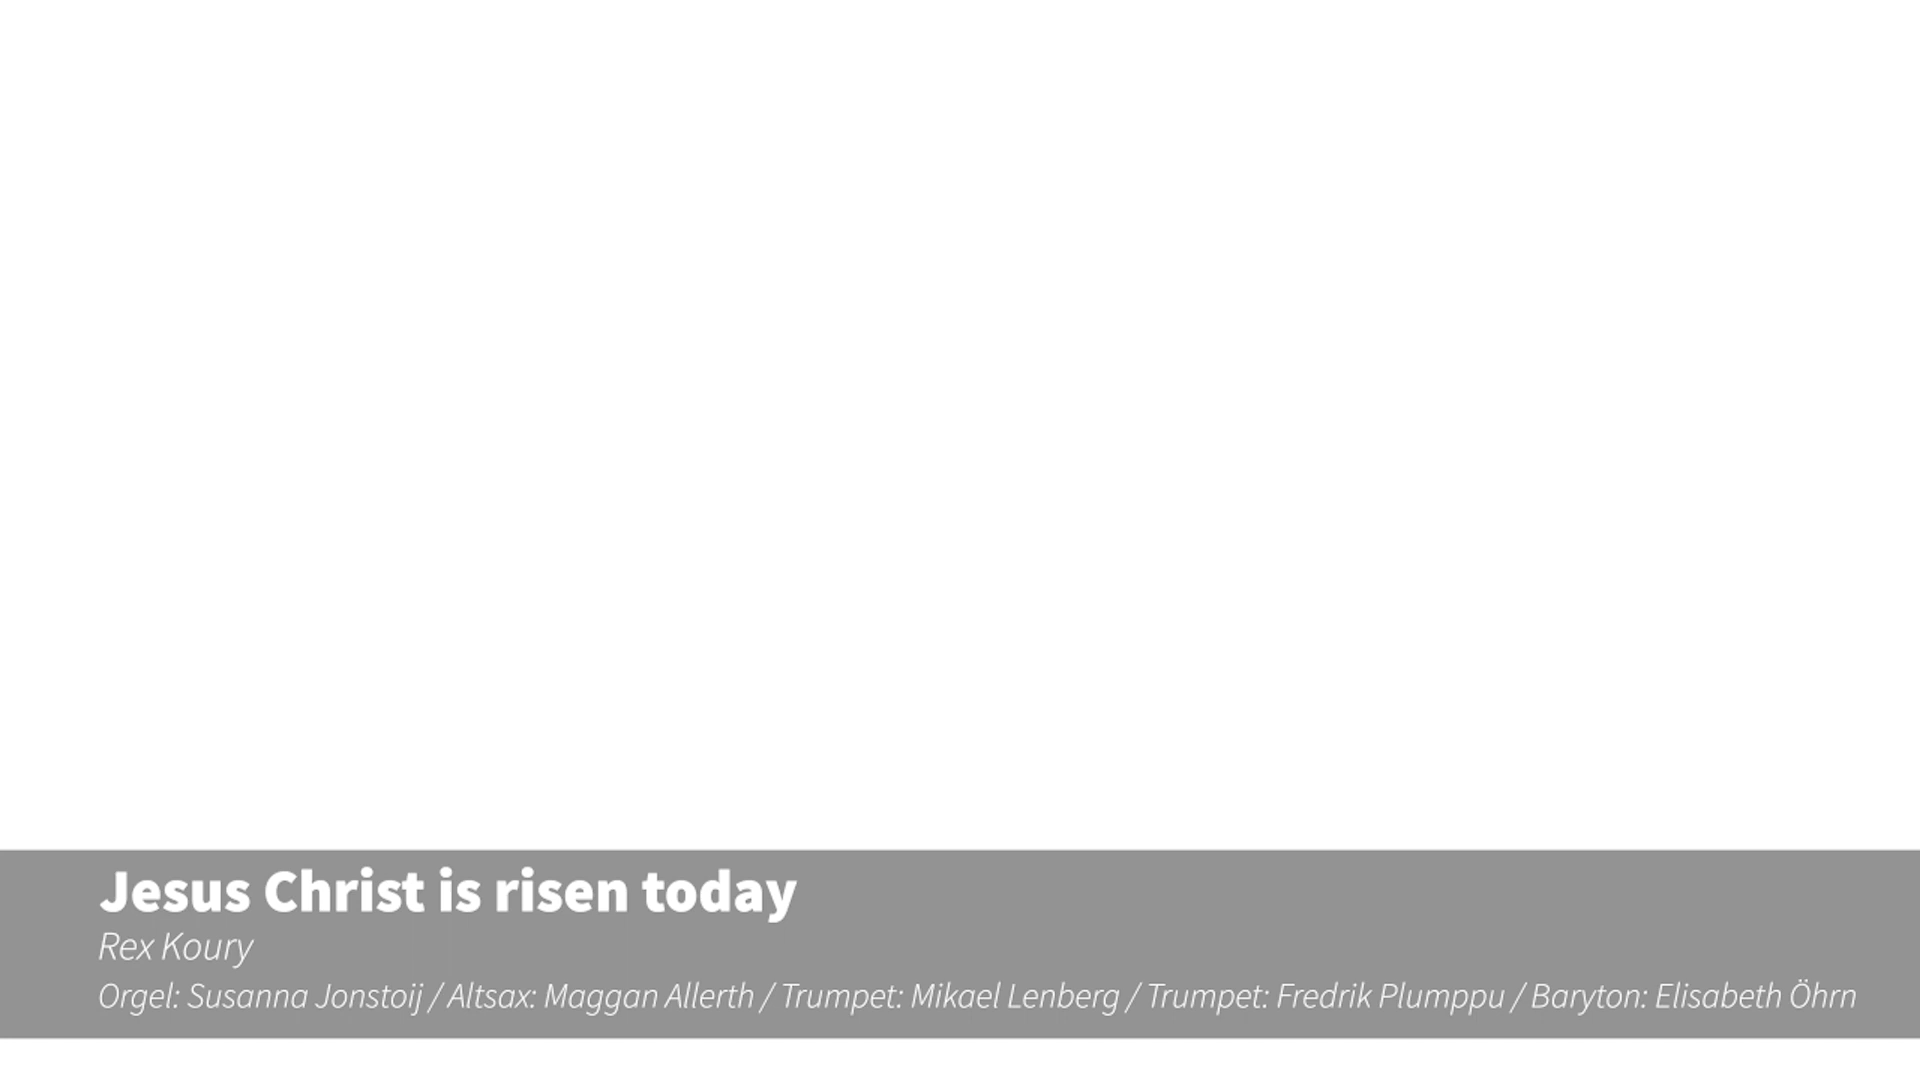 Jesus Christ is risen today
Rex Koury
Orgel: Susanna Jonstoij / Altsax: Maggan Allerth / Trumpet: Mikael Lenberg / Trumpet: Fredrik Plumppu / Baryton: Elisabeth Öhrn